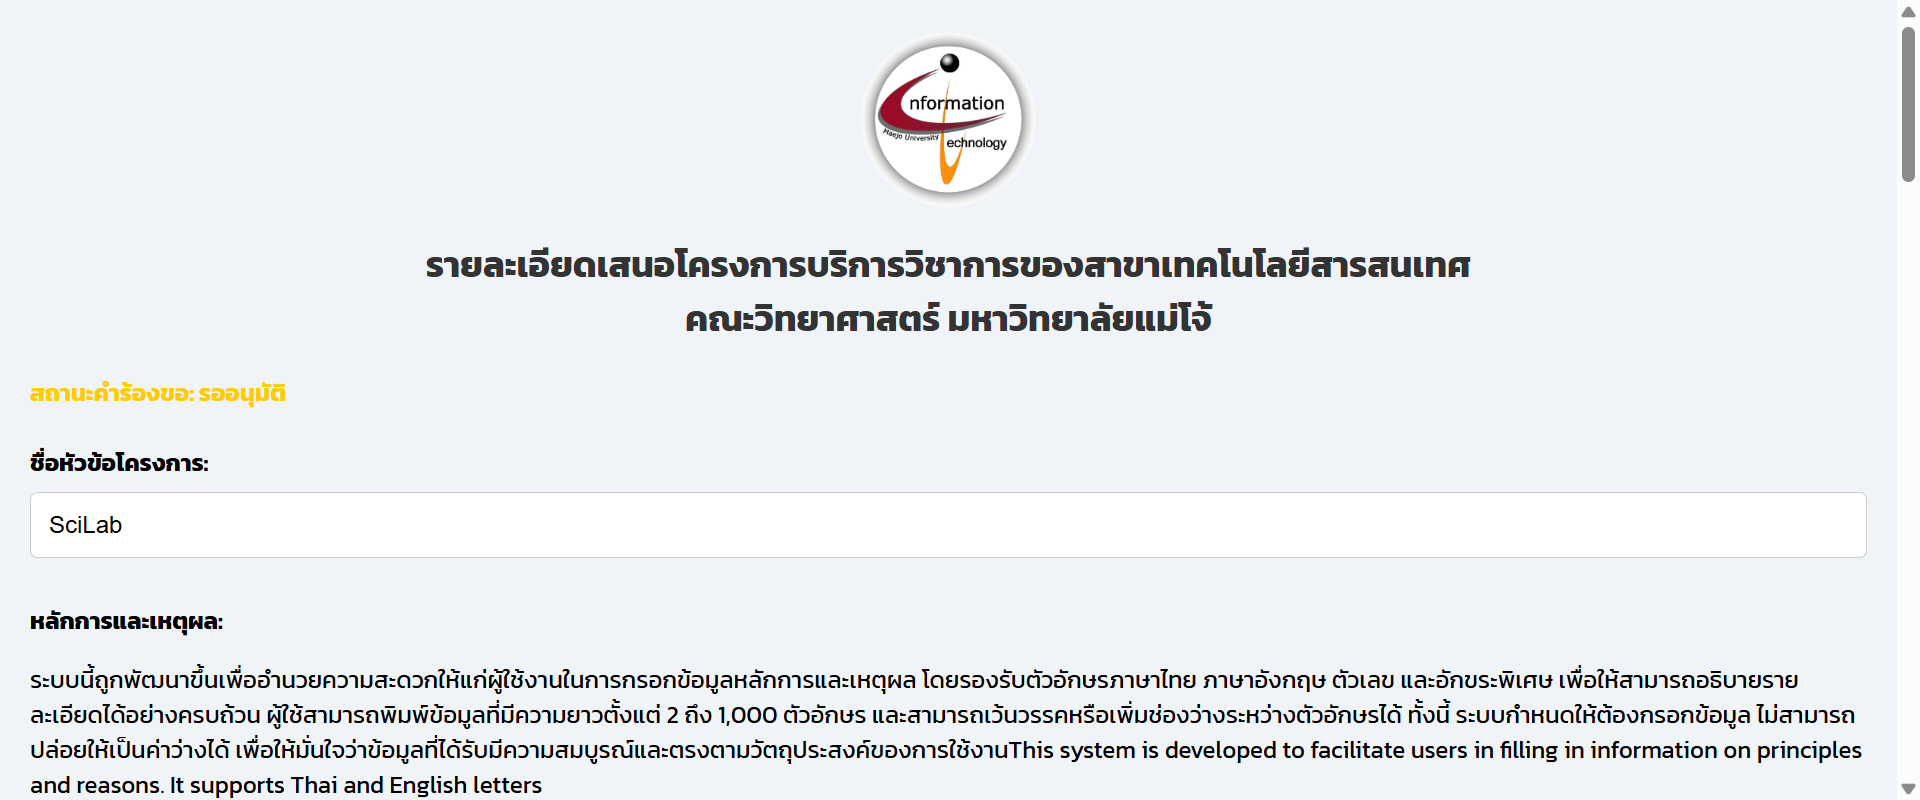 nformation
Maejo University
echnology
รายละเอียดเสนอโครงการบริการวิชาการของสาขาเทคโนโลยีสารสนเทศ
คณะวิทยาศาสตร์ มหาวิทยาลัยแม่โจ้
สถานะคำร้องขอ: รออนุมัติ
ชื่อหัวข้อโครงการ:
SciLab
หลักการและเหตุผล:
ระบบนี้ถูกพัฒนาขึ้นเพื่ออำนวยความสะดวกให้แก่ผู้ใช้งานในการกรอกข้อมูลหลักการและเหตุผล โดยรองรับตัวอักษรภาษาไทย ภาษาอังกฤษ ตัวเลข และอักขระพิเศษ เพื่อให้สามารถอธิบายราย
ละเอียดได้อย่างครบถ้วน ผู้ใช้สามารถพิมพ์ข้อมูลที่มีความยาวตั้งแต่ 2 ถึง 1,000 ตัวอักษร และสามารถเว้นวรรคหรือเพิ่มช่องว่างระหว่างตัวอักษรได้ ทั้งนี้ ระบบกำหนดให้ต้องกรอกข้อมูล ไม่สามารถ
ปล่อยให้เป็นค่าว่างได้ เพื่อให้มั่นใจว่าข้อมูลที่ได้รับมีความสมบูรณ์และตรงตามวัตถุประสงค์ของการใช้งานThis system is developed to facilitate users in filling in information on principles
and reasons. It supports Thai and English letters